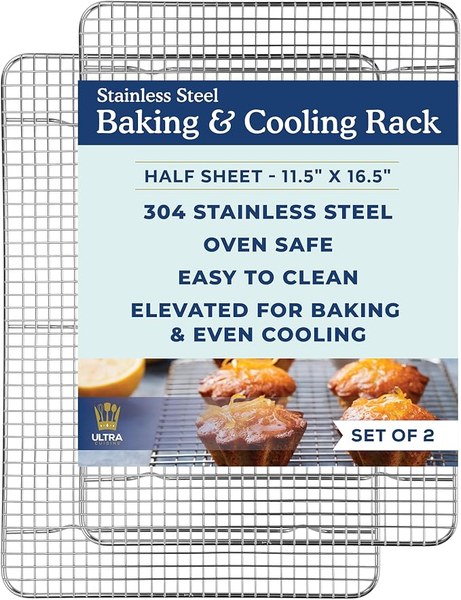 Stainless Steel
Baking & Cooling Rack
HALF SHEET - 11.5" X 16.5"
304 STAINLESS STEEL
OVEN SAFE
EASY TO CLEAN
ELEVATED FOR BAKING
& EVEN COOLING
ULTRA
CUISINE
SET OF 2